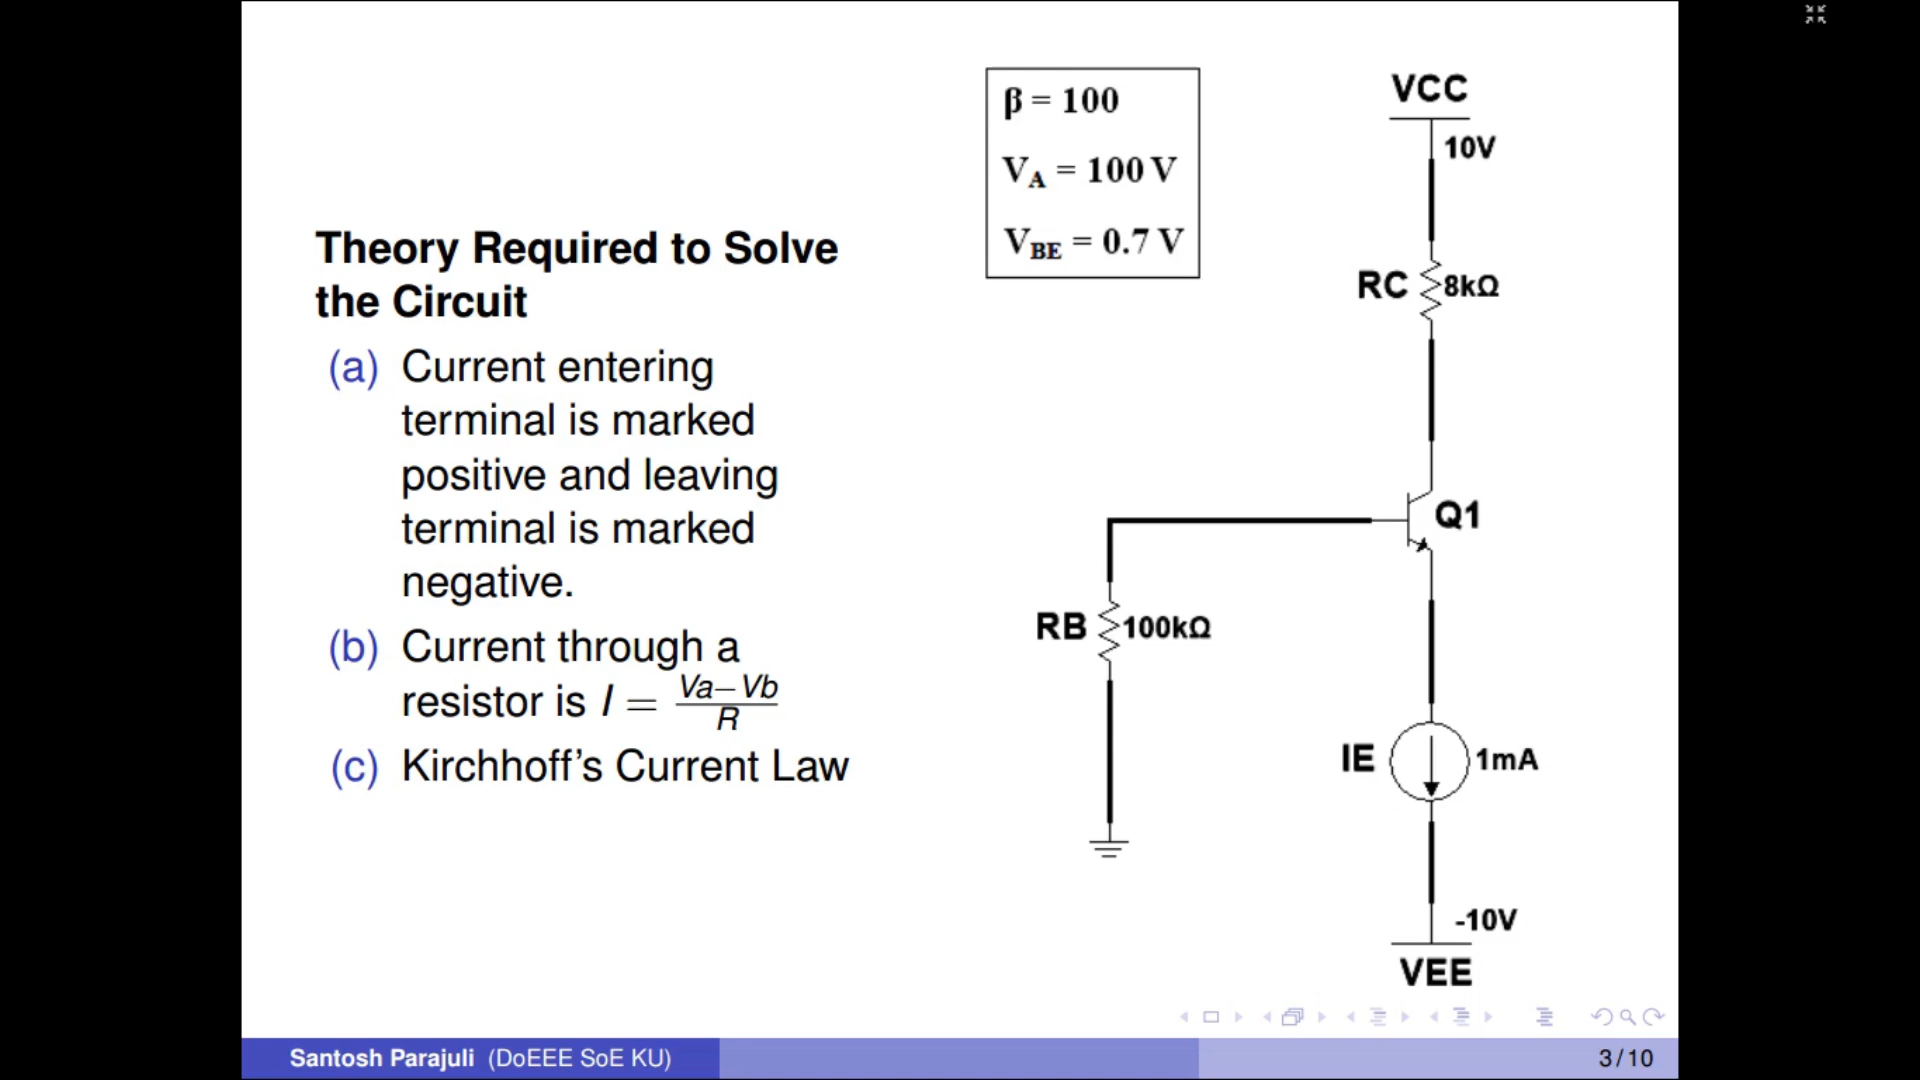 Theory Required to Solve
the Circuit
(a) Current entering
terminal is marked
positive and leaving
terminal is marked
negative.
(b) Current through a
resistor is I = Va−Vb / R
(c) Kirchhoff's Current Law
β = 100
VA = 100 V
VBE = 0.7 V
VCC
10V
RC 8kΩ
Q1
RB 100kΩ
IE 1mA
-10V
VEE
Santosh Parajuli (DoEEE SoE KU)
3 / 10